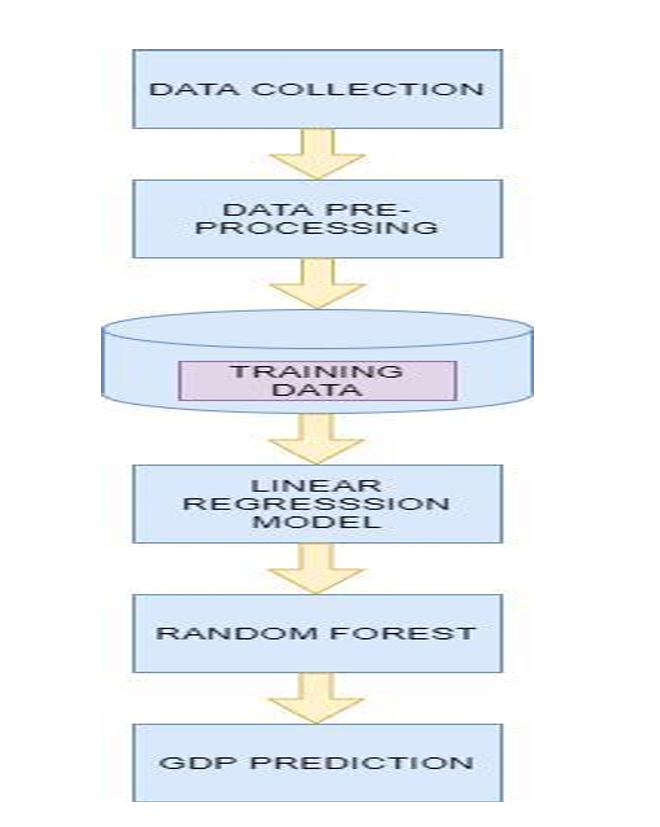 DATA COLLECTION
DATA PRE-
PROCESSING
TRAINING
DATA
LINEAR
REGRESSSION
MODEL
RANDOM FOREST
GDP PREDICTION